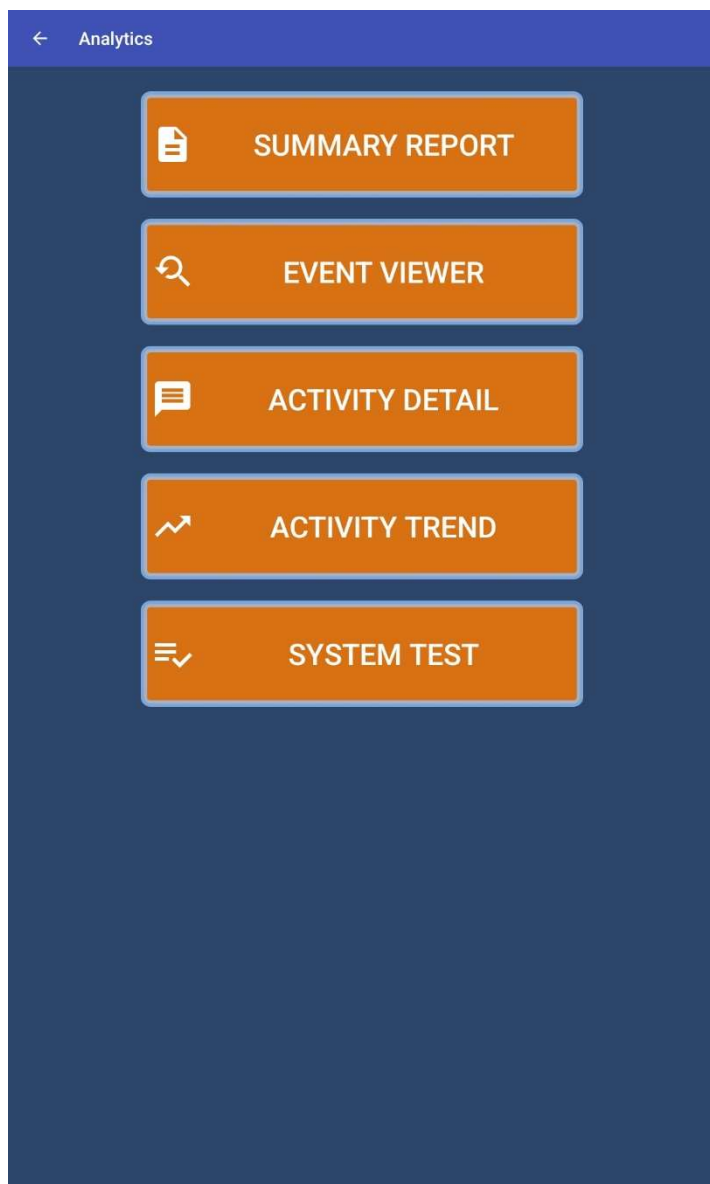 Analytics
SUMMARY REPORT
EVENT VIEWER
ACTIVITY DETAIL
ACTIVITY TREND
SYSTEM TEST